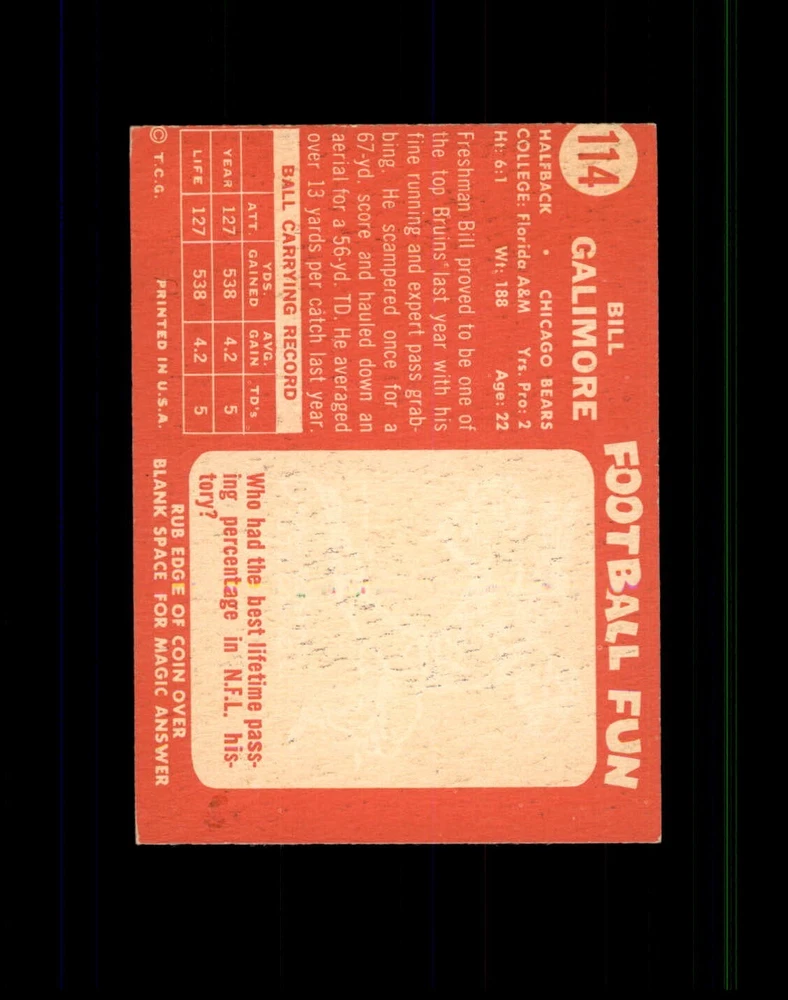 114
BILL
GALIMORE
HALFBACK • CHICAGO BEARS
COLLEGE: Florida A&M Yrs. Pro: 2
Ht: 6:1 Wt: 188 Age: 22
Freshman Bill proved to be one of
the top Bruins last year with his
fine running and expert pass grab-
bing. He scampered once for a
67-yd. score and hauled down an
aerial for a 56-yd. TD. He averaged
over 13 yards per catch last year.
BALL CARRYING RECORD
ATT. YDS. GAINED AVG. GAIN TD's
YEAR 127 538 4.2 5
LIFE 127 538 4.2 5
© T.C.G. PRINTED IN U.S.A.
FOOTBALL FUN
Who had the best lifetime pass-
ing percentage in N.F.L. his-
tory?
RUB EDGE OF COIN OVER
BLANK SPACE FOR MAGIC ANSWER